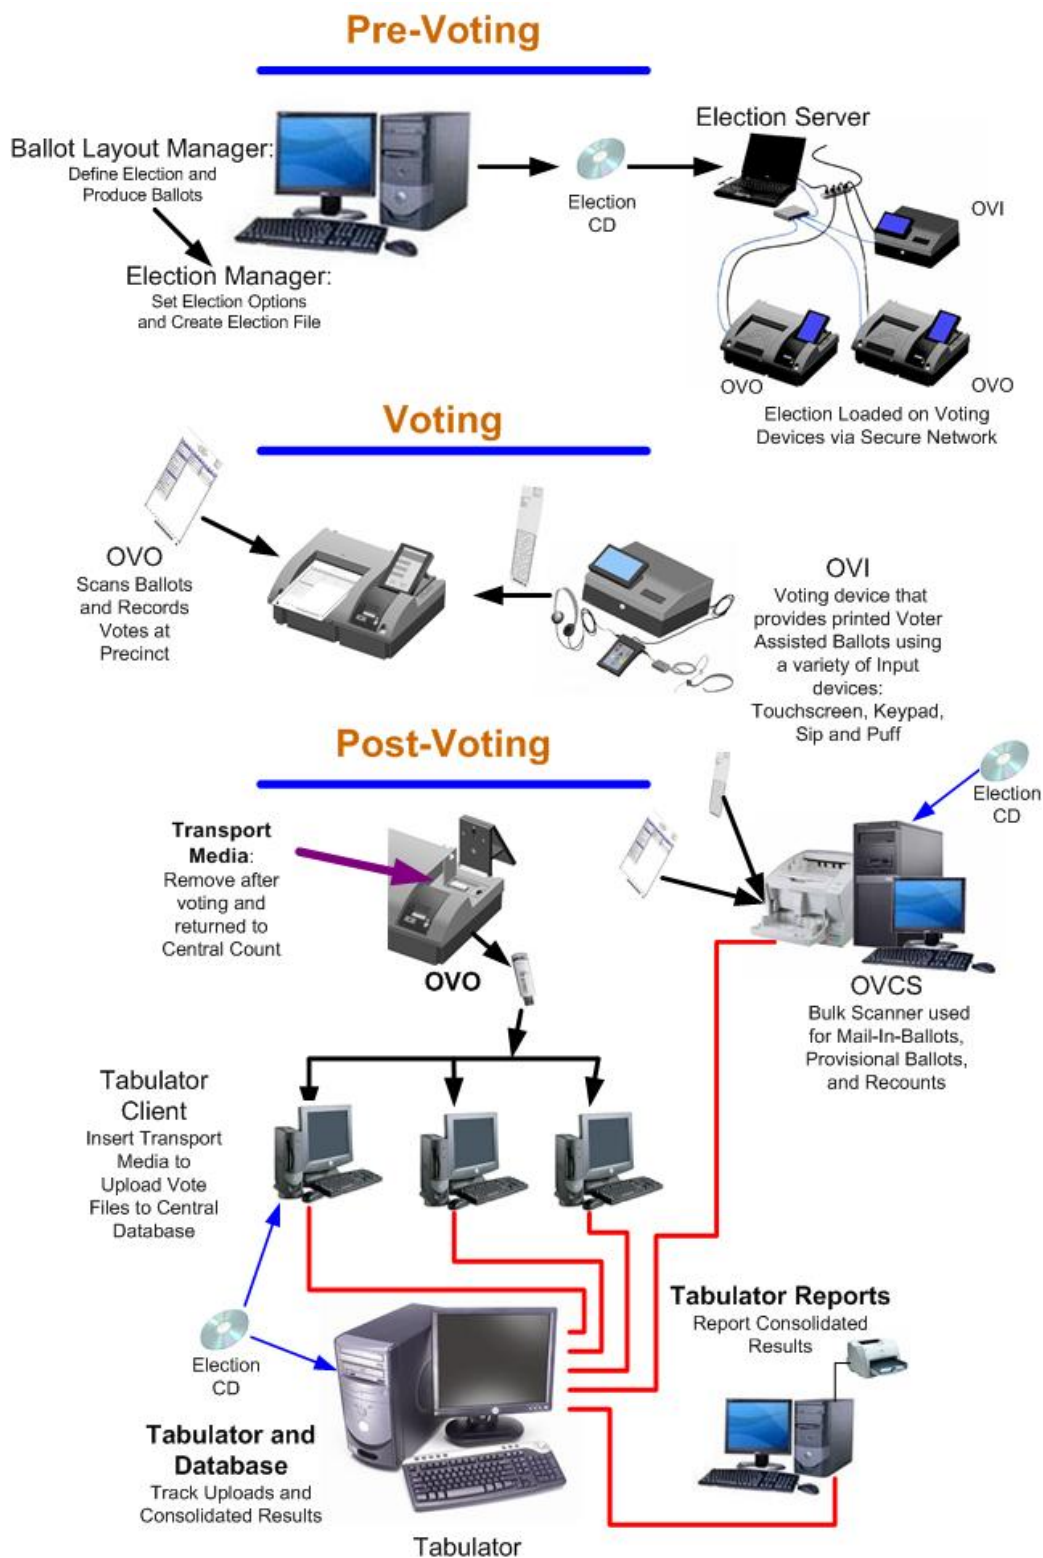 Pre-Voting
Ballot Layout Manager:
Define Election and
Produce Ballots
Election Manager:
Set Election Options
and Create Election File
Election
CD
Election Server
OVI
OVO
OVO
Election Loaded on Voting
Devices via Secure Network
Voting
OVO
Scans Ballots
and Records
Votes at
Precinct
OVI
Voting device that
provides printed Voter
Assisted Ballots using
a variety of Input
devices:
Touchscreen, Keypad,
Sip and Puff
Post-Voting
Transport
Media:
Remove after
voting and
returned to
Central Count
OVO
Election
CD
OVCS
Bulk Scanner used
for Mail-In-Ballots,
Provisional Ballots,
and Recounts
Tabulator
Client
Insert Transport
Media to
Upload Vote
Files to Central
Database
Election
CD
Tabulator and
Database
Track Uploads and
Consolidated Results
Tabulator
Tabulator Reports
Report Consolidated
Results